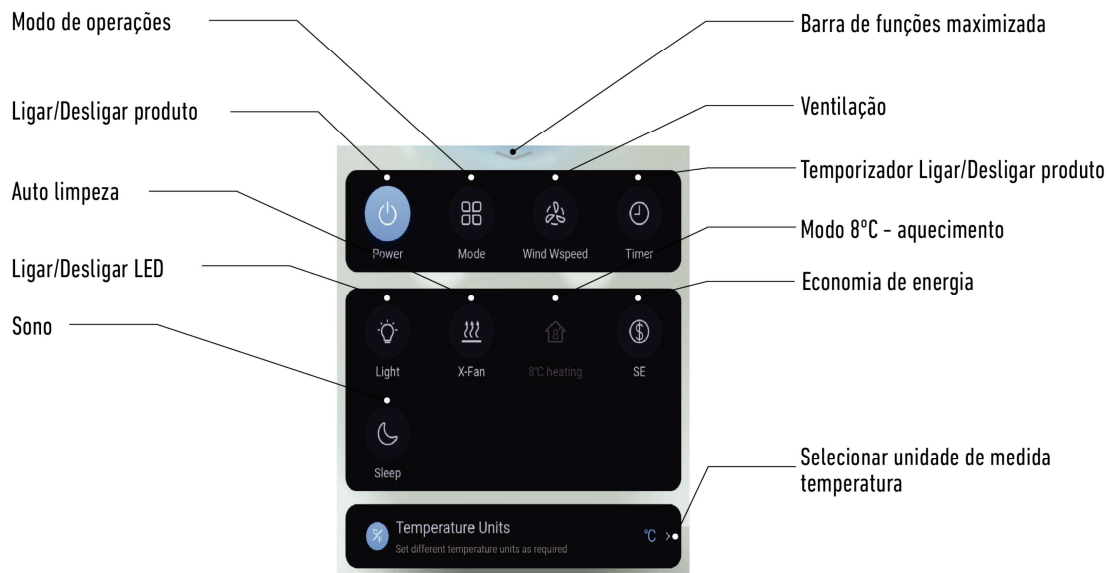 Modo de operações
Barra de funções maximizada
Ligar/Desligar produto
Ventilação
Auto limpeza
Temporizador Ligar/Desligar produto
Modo 8ºC - aquecimento
Ligar/Desligar LED
Economia de energia
Sono
Power
Mode
Wind Wspeed
Timer
Light
X-Fan
8
8℃ heating
$
SE
Sleep
Selecionar unidade de medida
temperatura
Temperature Units
℃ >
Set different temperature units as required